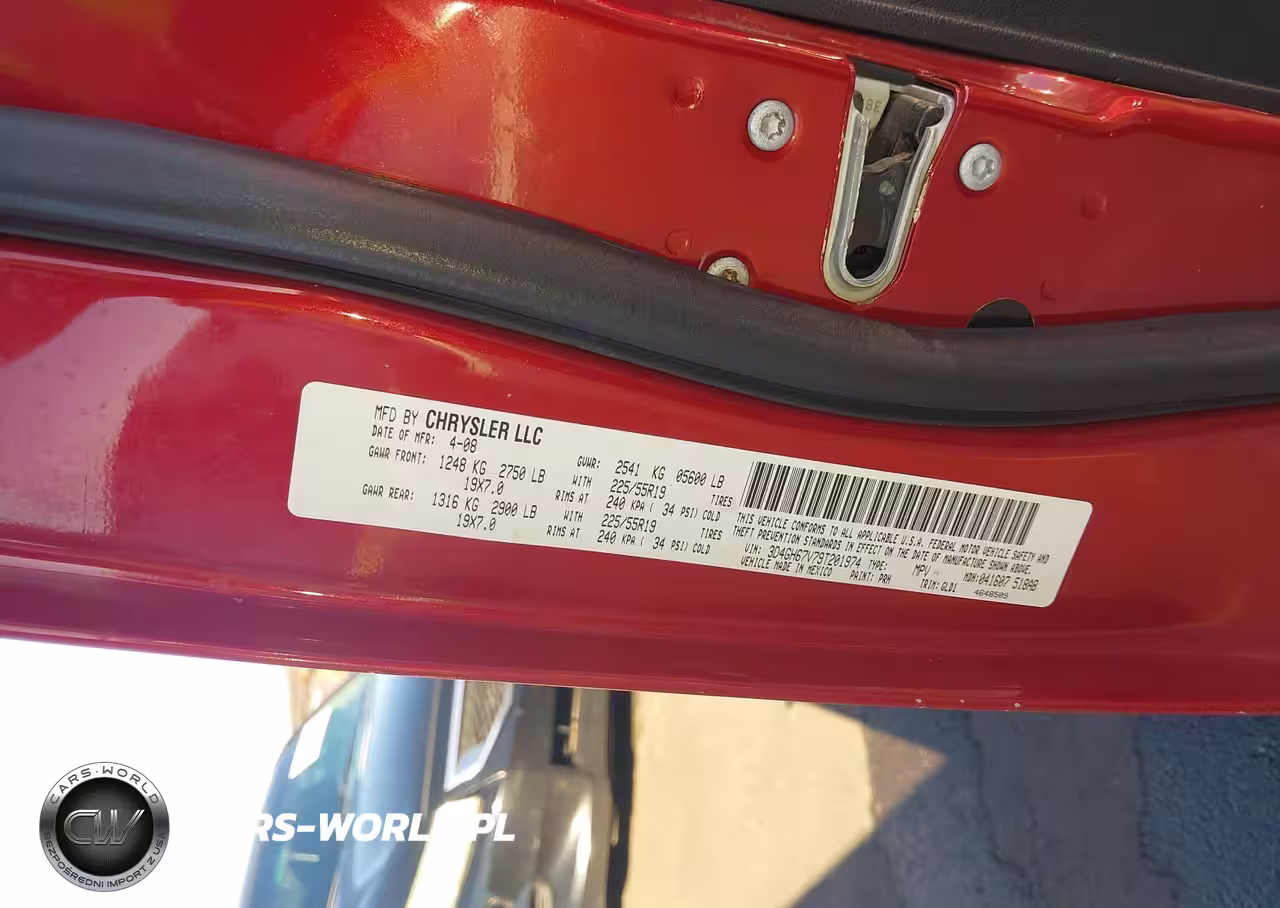 MFD BY CHRYSLER LLC
DATE OF MFR: 4-08
GAWR FRONT: 1248 KG 2750 LB
19X7.0
GAWR REAR: 1316 KG 2900 LB
19X7.0
GVWR: 2541 KG 05600 LB
WITH 225/55R19 TIRES
RIMS AT 240 KPA ( 34 PSI) COLD
WITH 225/55R19 TIRES
RIMS AT 240 KPA ( 34 PSI) COLD
THIS VEHICLE CONFORMS TO ALL APPLICABLE U.S.A. FEDERAL MOTOR VEHICLE SAFETY AND
THEFT PREVENTION STANDARDS IN EFFECT ON THE DATE OF MANUFACTURE SHOWN ABOVE.
VIN: 3D4GH67V79T201974 TYPE: MPV MDH: 041607 518AB
VEHICLE MADE IN MEXICO PAINT: PRH TRIM: GLD1 4648509
CARS-WORLD
CW
BEZPOŚREDNI IMPORT Z USA